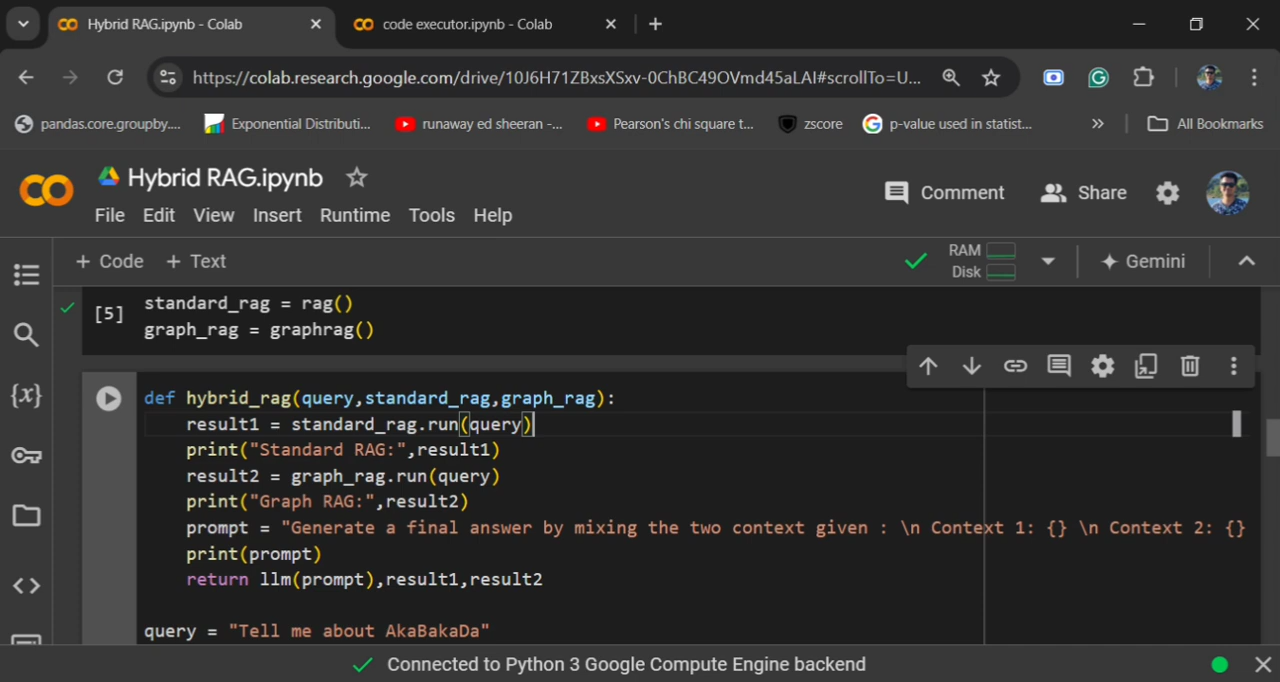 Hybrid RAG.ipynb - Colab
code executor.ipynb - Colab
https://colab.research.google.com/drive/10J6H71ZBxsXSxv-0ChBC49OVmd45aLAI#scrollTo=U...
pandas.core.groupby.... Exponential Distributi... runaway ed sheeran -... Pearson's chi square t... zscore p-value used in statist... » All Bookmarks
Hybrid RAG.ipynb
Comment Share
File Edit View Insert Runtime Tools Help
+ Code + Text
RAM
Disk
Gemini
[5]
standard_rag = rag()
graph_rag = graphrag()
def hybrid_rag(query,standard_rag,graph_rag):
result1 = standard_rag.run(query)
print("Standard RAG:",result1)
result2 = graph_rag.run(query)
print("Graph RAG:",result2)
prompt = "Generate a final answer by mixing the two context given : \n Context 1: {} \n Context 2: {}
print(prompt)
return llm(prompt),result1,result2
query = "Tell me about AkaBakaDa"
Connected to Python 3 Google Compute Engine backend